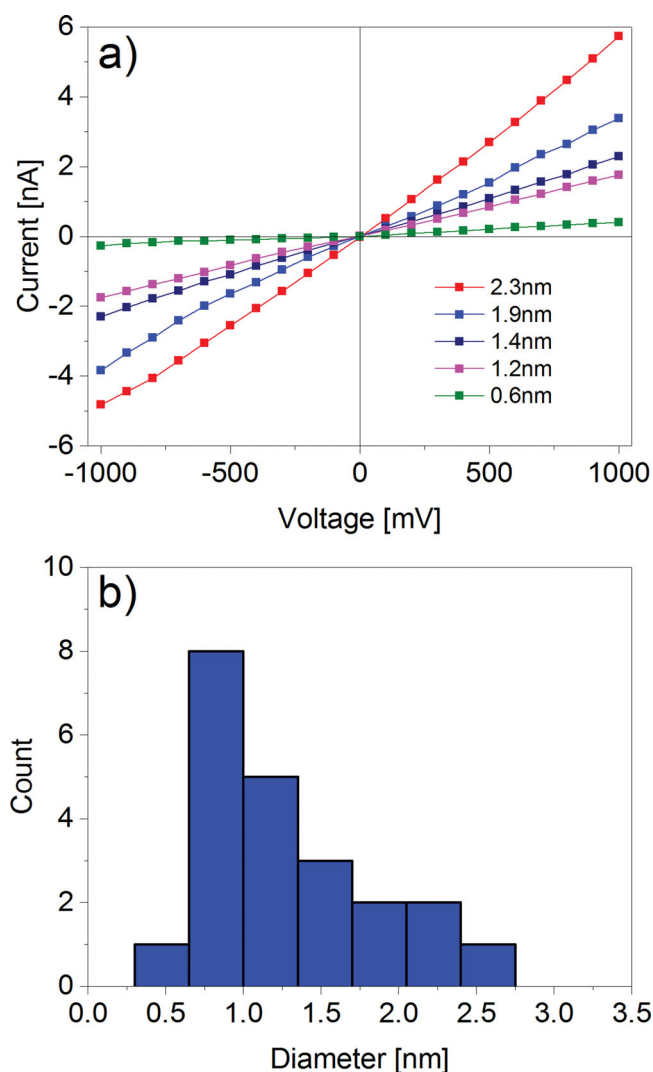 a)
6
4
2
0
-2
-4
-6
Current [nA]
2.3nm
1.9nm
1.4nm
1.2nm
0.6nm
-1000 -500 0 500 1000
Voltage [mV]
b)
10
8
6
4
2
0
Count
0.0 0.5 1.0 1.5 2.0 2.5 3.0 3.5
Diameter [nm]